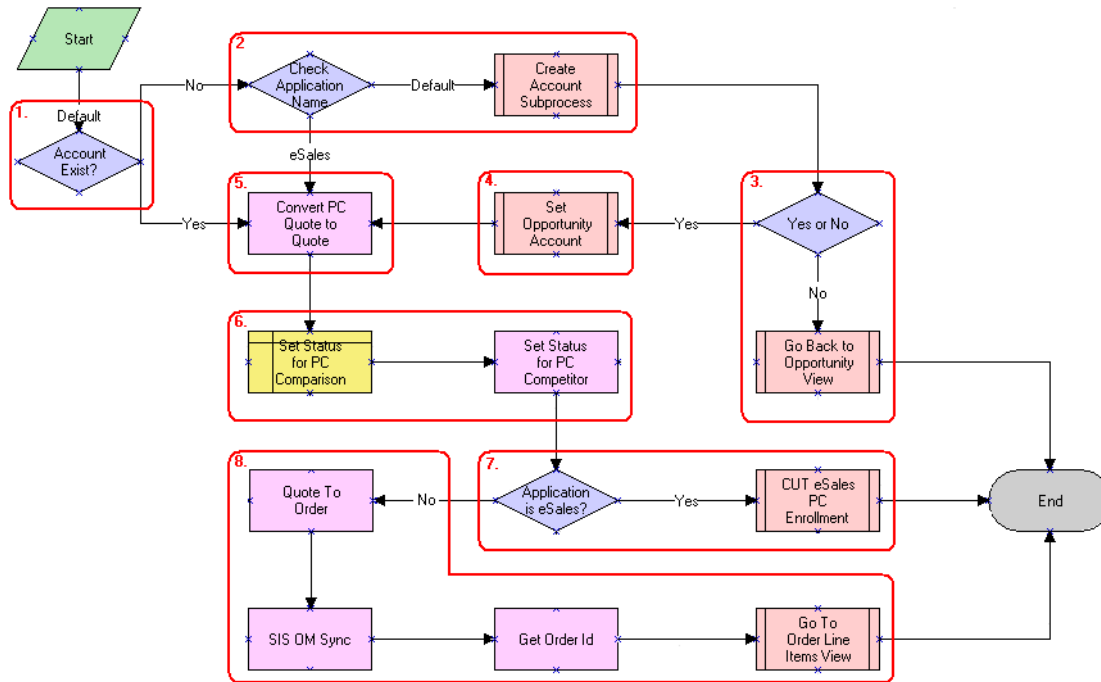 Start
Default
1.
Account
Exist?
No
Yes
2
Check
Application
Name
Default
Create
Account
Subprocess
eSales
5.
Convert PC
Quote to
Quote
4.
Set
Opportunity
Account
Yes
3.
Yes or No
No
Go Back to
Opportunity
View
6.
Set Status
for PC
Comparison
Set Status
for PC
Competitor
7.
Application
is eSales?
Yes
CUT eSales
PC
Enrollment
End
No
8.
Quote To
Order
SIS OM Sync
Get Order Id
Go To
Order Line
Items View